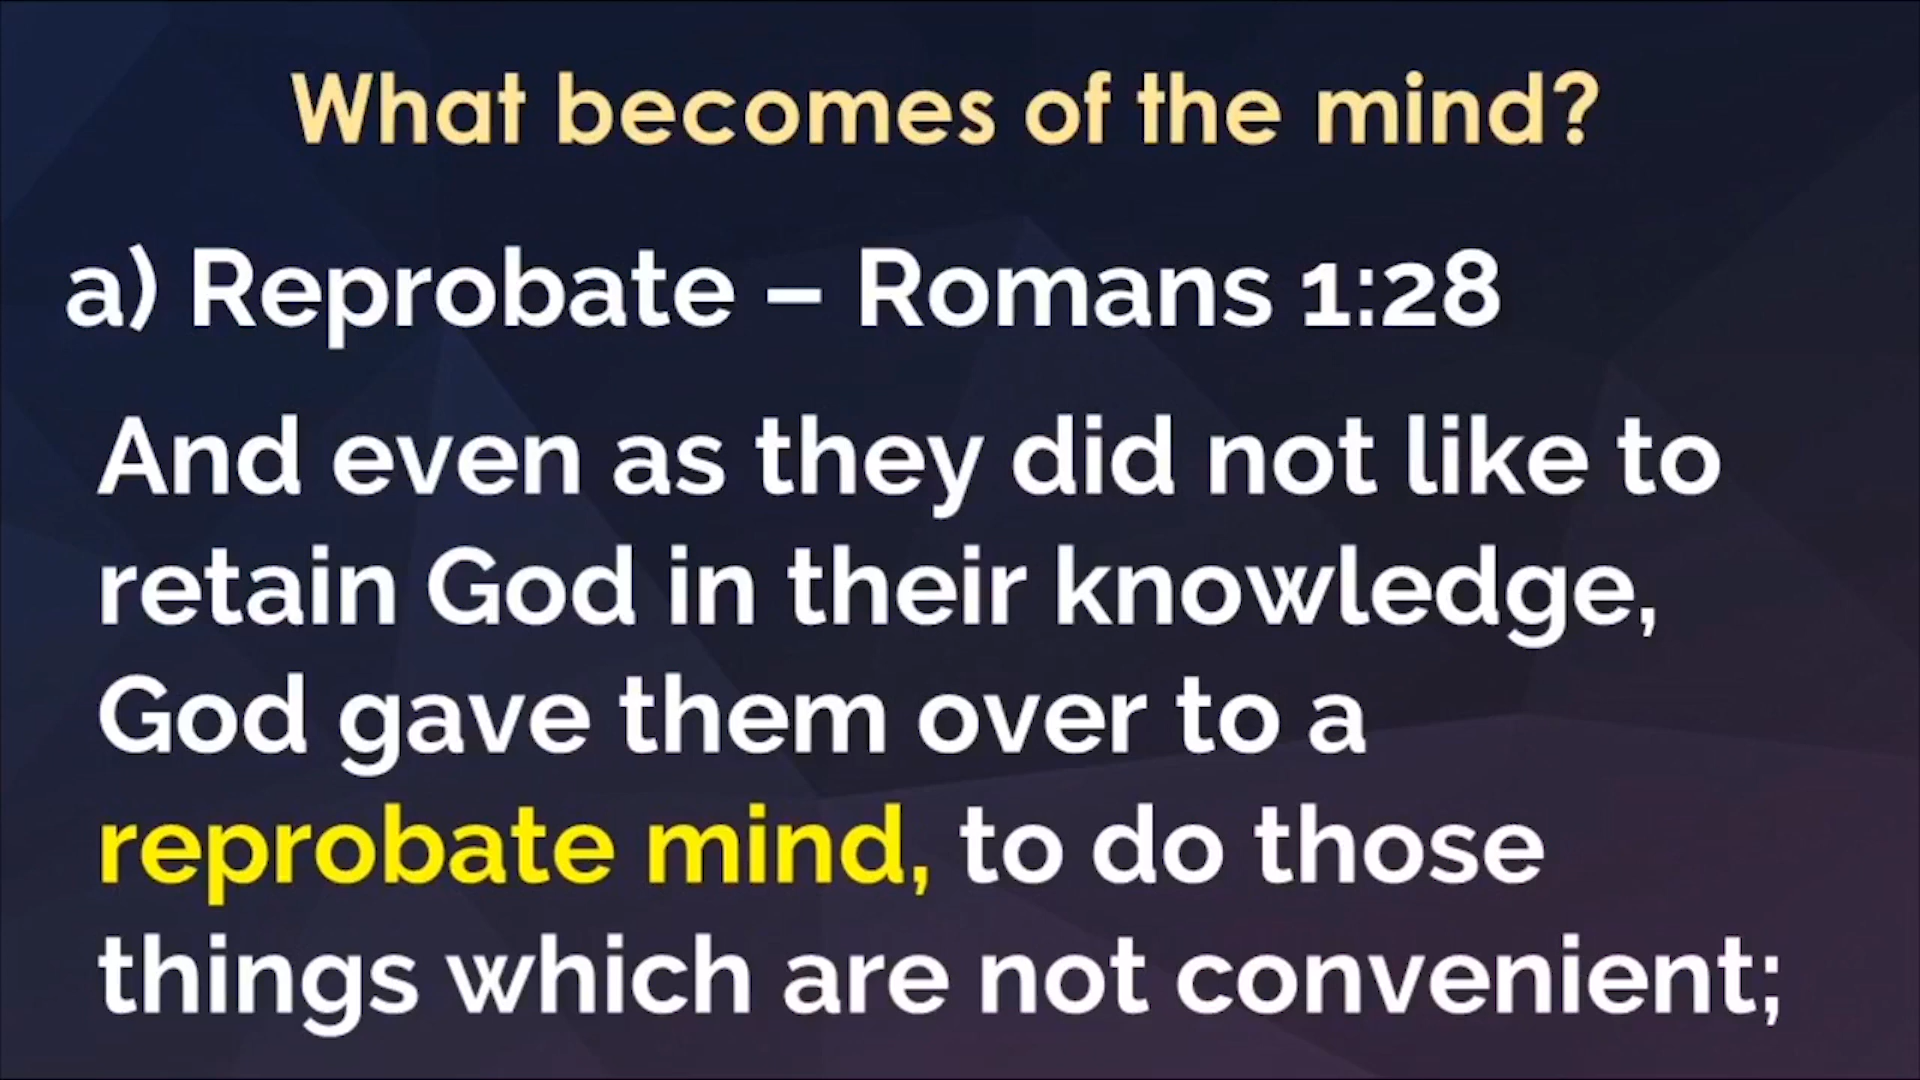 What becomes of the mind?
a) Reprobate – Romans 1:28
And even as they did not like to
retain God in their knowledge,
God gave them over to a
reprobate mind, to do those
things which are not convenient;